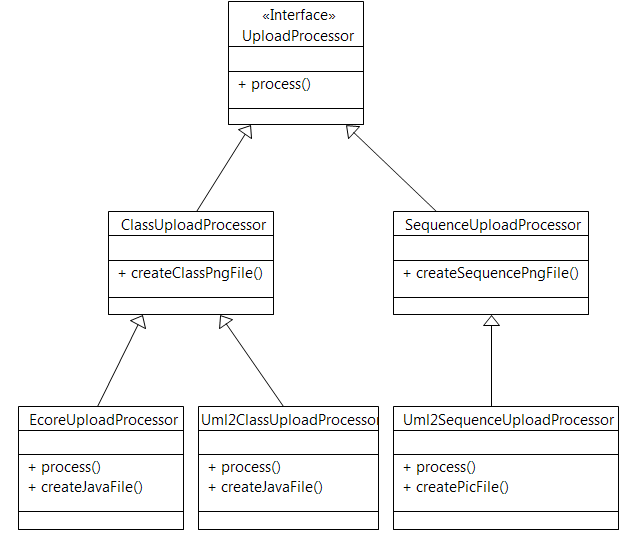 «Interface»
UploadProcessor
+ process()
ClassUploadProcessor
+ createClassPngFile()
SequenceUploadProcessor
+ createSequencePngFile()
EcoreUploadProcessor
+ process()
+ createJavaFile()
Uml2ClassUploadProcessor
+ process()
+ createJavaFile()
Uml2SequenceUploadProcessor
+ process()
+ createPicFile()